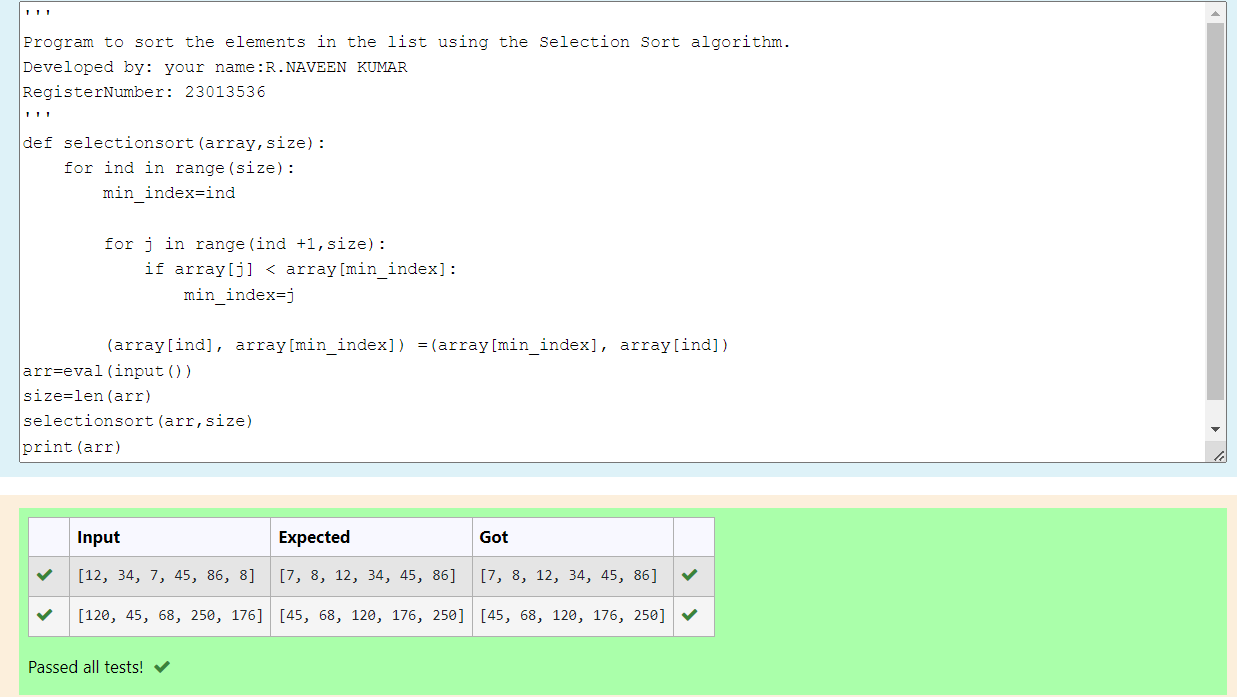 '''
Program to sort the elements in the list using the Selection Sort algorithm.
Developed by: your name:R.NAVEEN KUMAR
RegisterNumber: 23013536
'''
def selectionsort(array,size):
    for ind in range(size):
        min_index=ind

        for j in range(ind +1,size):
            if array[j] < array[min_index]:
                min_index=j

        (array[ind], array[min_index]) =(array[min_index], array[ind])
arr=eval(input())
size=len(arr)
selectionsort(arr,size)
print(arr)
Input Expected Got
[12, 34, 7, 45, 86, 8] [7, 8, 12, 34, 45, 86] [7, 8, 12, 34, 45, 86]
[120, 45, 68, 250, 176] [45, 68, 120, 176, 250] [45, 68, 120, 176, 250]
Passed all tests!